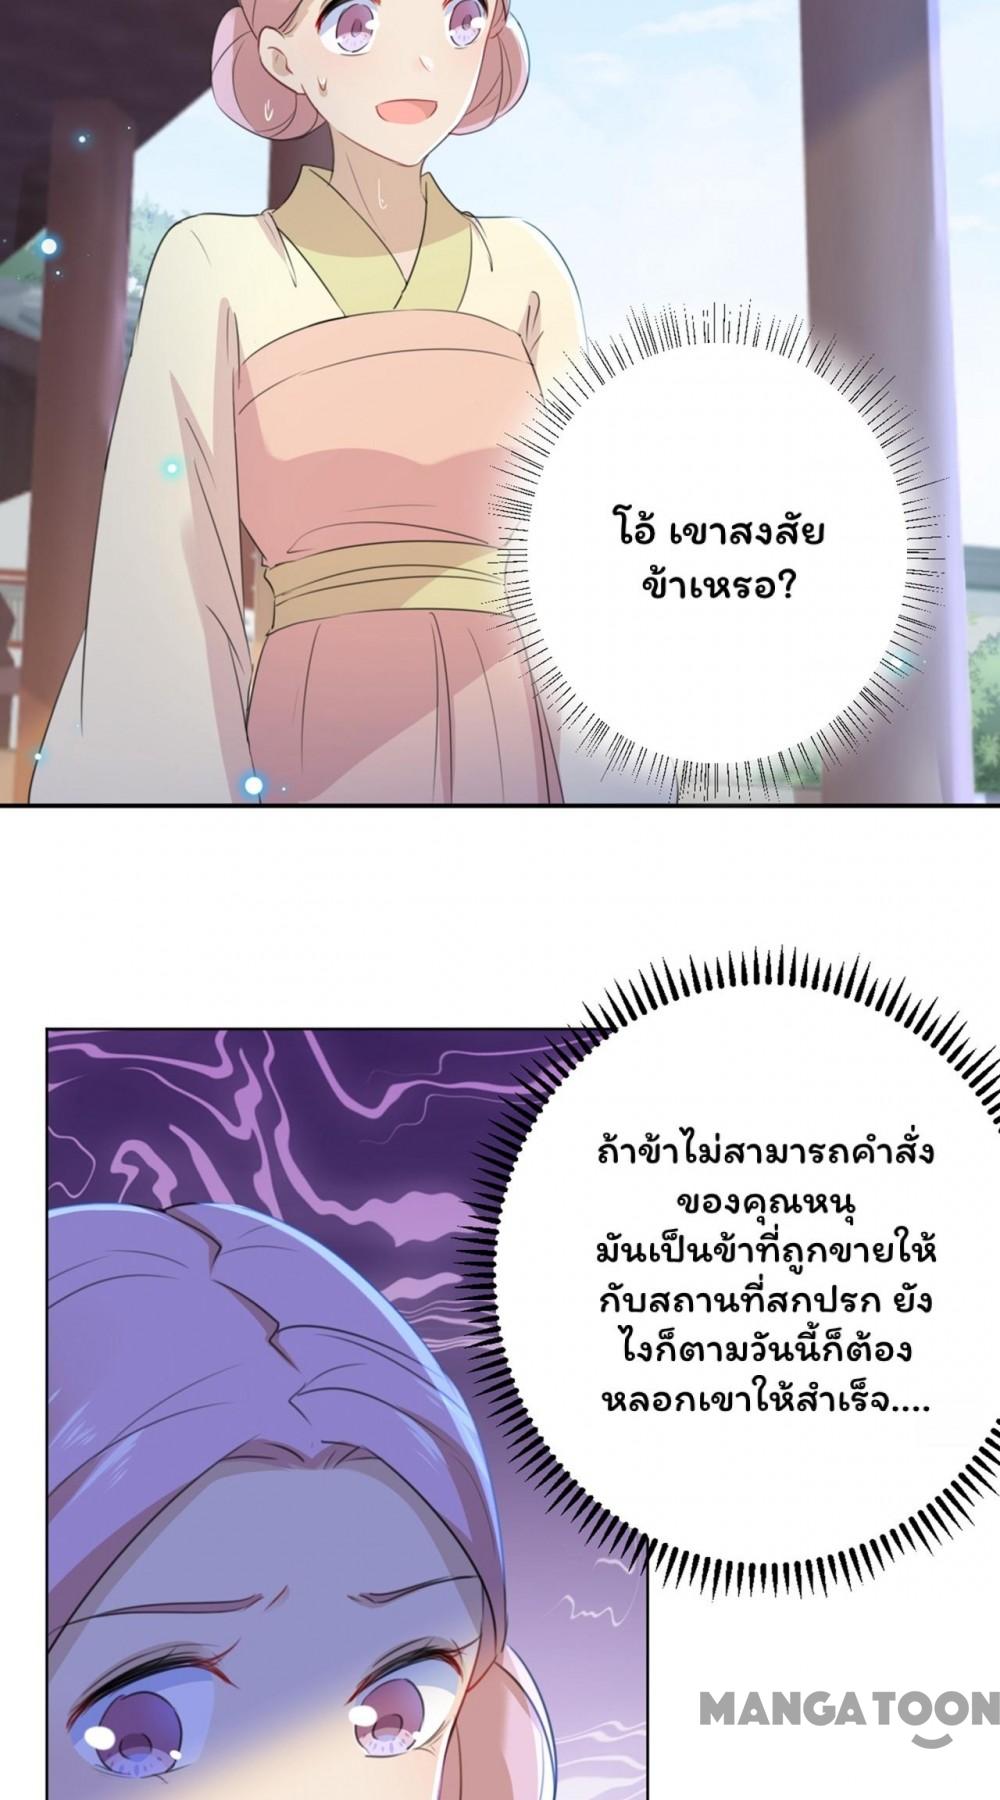 โอ้ เขาสงสัย
ข้าเหรอ?
ถ้าข้าไม่สามารถคำสั่ง
ของคุณหนุ
มันเป็นข้าที่ถูกขายให้
กับสถานที่สกปรก ยัง
ไงก็ตามวันนี้ก็ต้อง
หลอกเขาให้สำเร็จ....
MANGATOON